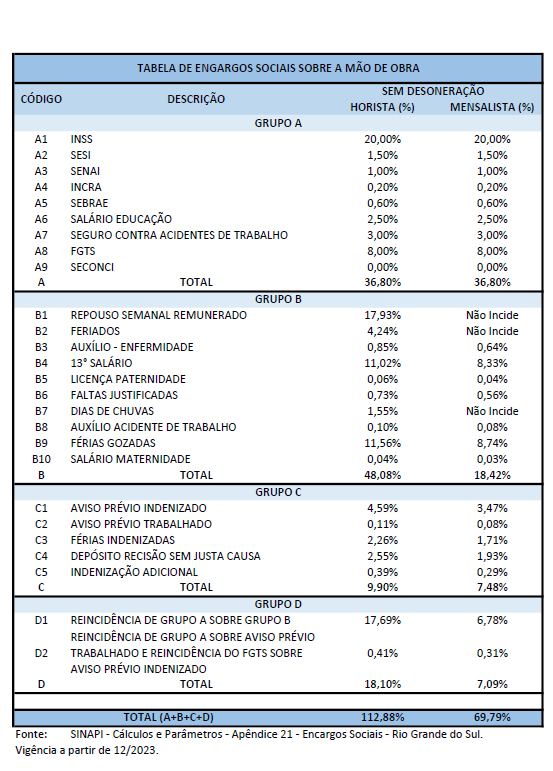 TABELA DE ENGARGOS SOCIAIS SOBRE A MÃO DE OBRA
CÓDIGO DESCRIÇÃO SEM DESONERAÇÃO
HORISTA (%) MENSALISTA (%)
GRUPO A
A1 INSS 20,00% 20,00%
A2 SESI 1,50% 1,50%
A3 SENAI 1,00% 1,00%
A4 INCRA 0,20% 0,20%
A5 SEBRAE 0,60% 0,60%
A6 SALÁRIO EDUCAÇÃO 2,50% 2,50%
A7 SEGURO CONTRA ACIDENTES DE TRABALHO 3,00% 3,00%
A8 FGTS 8,00% 8,00%
A9 SECONCI 0,00% 0,00%
A TOTAL 36,80% 36,80%
GRUPO B
B1 REPOUSO SEMANAL REMUNERADO 17,93% Não Incide
B2 FERIADOS 4,24% Não Incide
B3 AUXÍLIO - ENFERMIDADE 0,85% 0,64%
B4 13° SALÁRIO 11,02% 8,33%
B5 LICENÇA PATERNIDADE 0,06% 0,04%
B6 FALTAS JUSTIFICADAS 0,73% 0,56%
B7 DIAS DE CHUVAS 1,55% Não Incide
B8 AUXÍLIO ACIDENTE DE TRABALHO 0,10% 0,08%
B9 FÉRIAS GOZADAS 11,56% 8,74%
B10 SALÁRIO MATERNIDADE 0,04% 0,03%
B TOTAL 48,08% 18,42%
GRUPO C
C1 AVISO PRÉVIO INDENIZADO 4,59% 3,47%
C2 AVISO PRÉVIO TRABALHADO 0,11% 0,08%
C3 FÉRIAS INDENIZADAS 2,26% 1,71%
C4 DEPÓSITO RECISÃO SEM JUSTA CAUSA 2,55% 1,93%
C5 INDENIZAÇÃO ADICIONAL 0,39% 0,29%
C TOTAL 9,90% 7,48%
GRUPO D
D1 REINCIDÊNCIA DE GRUPO A SOBRE GRUPO B 17,69% 6,78%
REINCIDÊNCIA DE GRUPO A SOBRE AVISO PRÉVIO
D2 TRABALHADO E REINCIDÊNCIA DO FGTS SOBRE 0,41% 0,31%
AVISO PRÉVIO INDENIZADO
D TOTAL 18,10% 7,09%
TOTAL (A+B+C+D) 112,88% 69,79%
Fonte: SINAPI - Cálculos e Parâmetros - Apêndice 21 - Encargos Sociais - Rio Grande do Sul.
Vigência a partir de 12/2023.